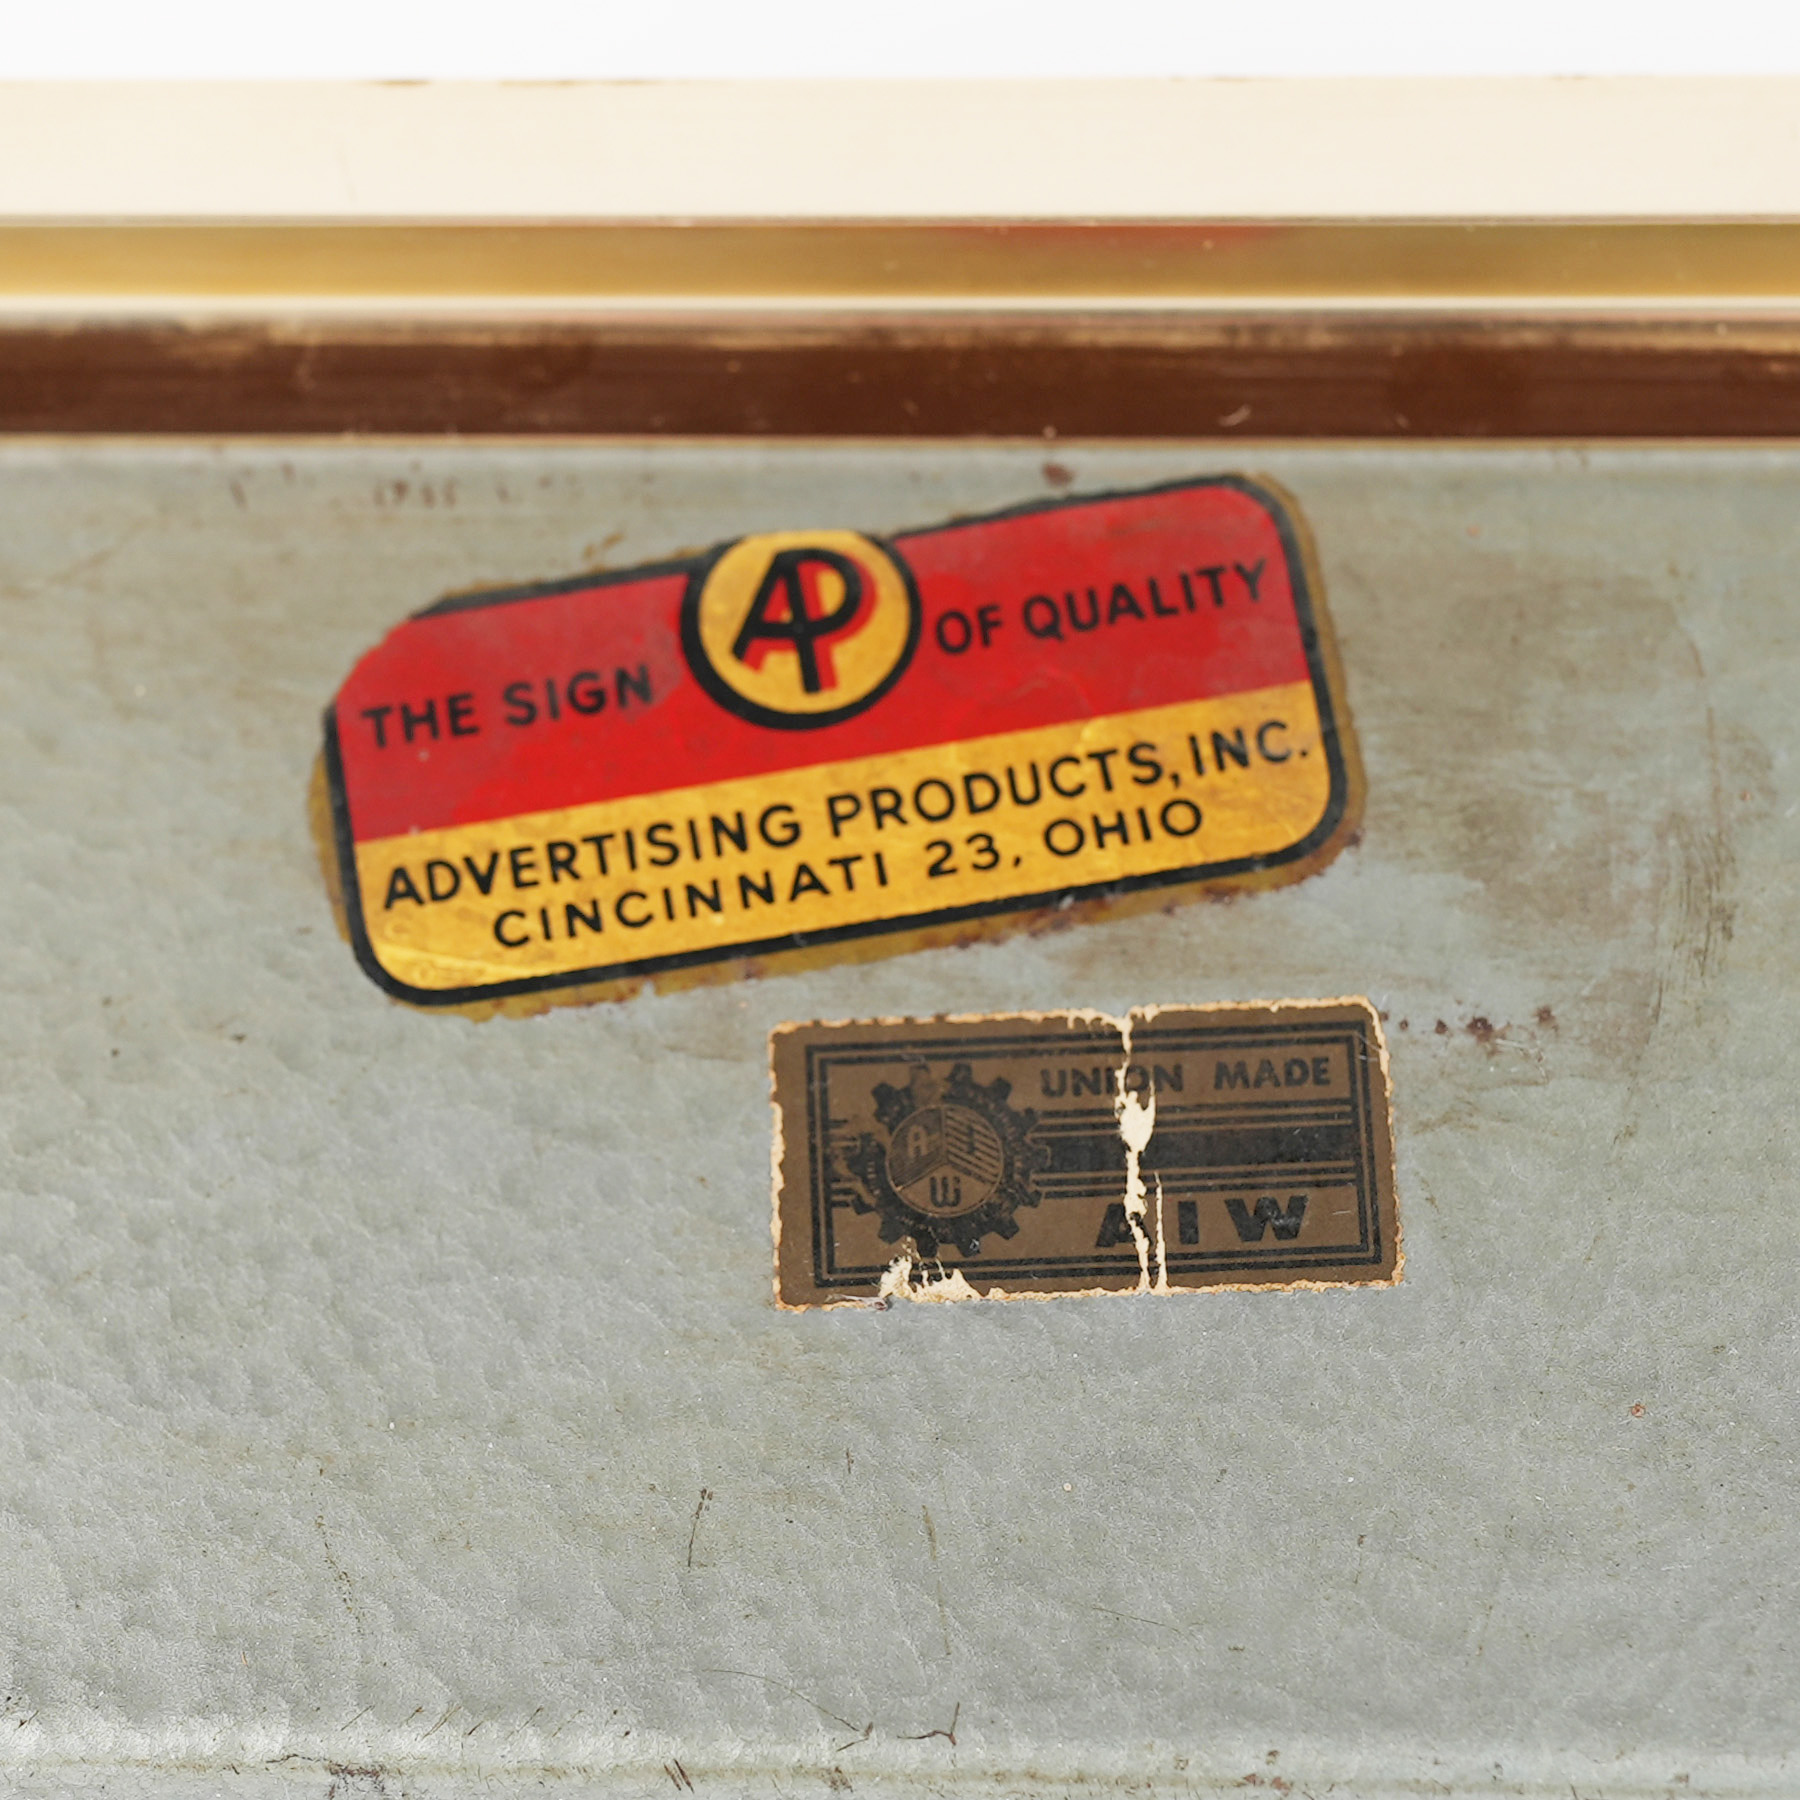 THE SIGN AP OF QUALITY
ADVERTISING PRODUCTS, INC.
CINCINNATI 23, OHIO
UNION MADE
A I W
AIW